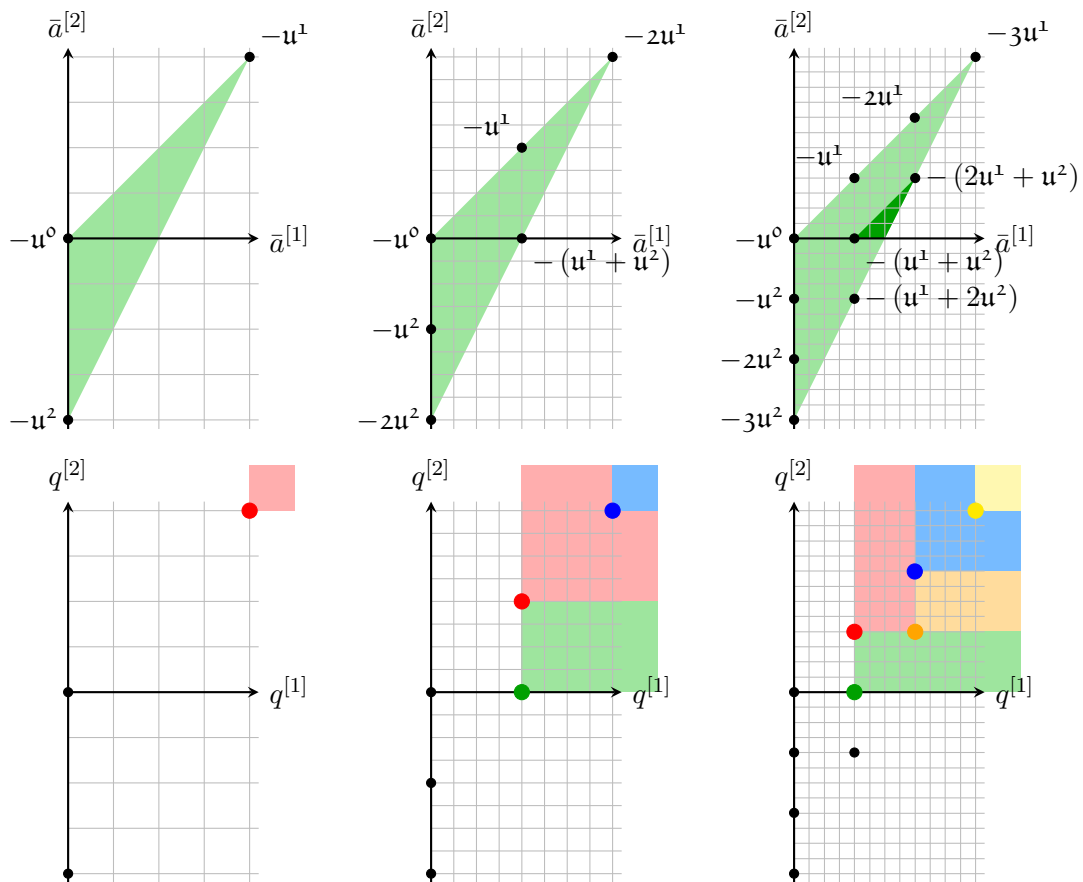 ā^[2]
−𝔲¹
−𝔲⁰
ā^[1]
−𝔲²
ā^[2]
−2𝔲¹
−𝔲¹
−𝔲⁰
ā^[1]
−(𝔲¹ + 𝔲²)
−𝔲²
−2𝔲²
ā^[2]
−3𝔲¹
−2𝔲¹
−𝔲¹
−(2𝔲¹ + 𝔲²)
−𝔲⁰
ā^[1]
−(𝔲¹ + 𝔲²)
−𝔲²
−(𝔲¹ + 2𝔲²)
−2𝔲²
−3𝔲²
q^[2]
q^[1]
q^[2]
q^[1]
q^[2]
q^[1]